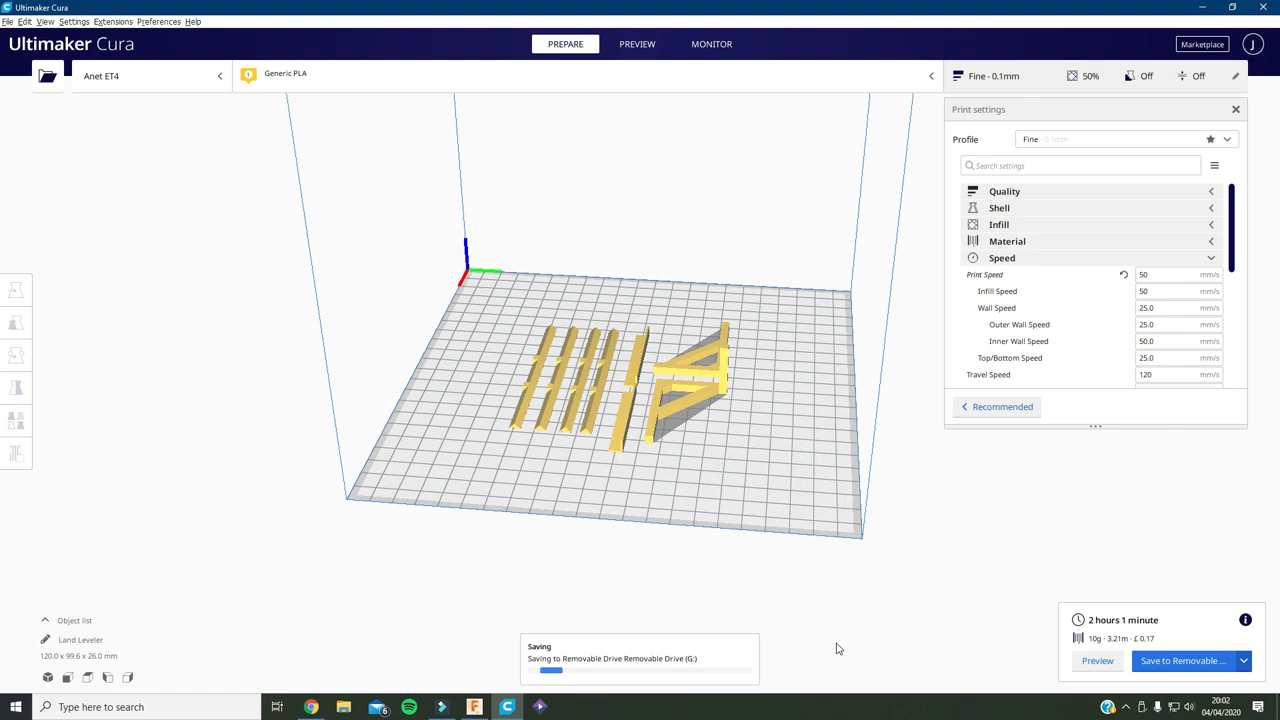 Ultimaker Cura
File Edit View Settings Extensions Preferences Help
Ultimaker Cura
PREPARE
PREVIEW
MONITOR
Marketplace
J
Anet ET4
1
Generic PLA
Fine - 0.1mm
50%
Off
Off
Print settings
Profile
Fine 0.1mm
Search settings
Quality
Shell
Infill
Material
Speed
Print Speed 50 mm/s
Infill Speed 50 mm/s
Wall Speed 25.0 mm/s
Outer Wall Speed 25.0 mm/s
Inner Wall Speed 50.0 mm/s
Top/Bottom Speed 25.0 mm/s
Travel Speed 120 mm/s
Recommended
Object list
Land Leveler
120.0 x 99.6 x 26.0 mm
Saving
Saving to Removable Drive Removable Drive (G:)
2 hours 1 minute
10g · 3.21m · £ 0.17
Preview
Save to Removable ...
Type here to search
6
20:02
04/04/2020